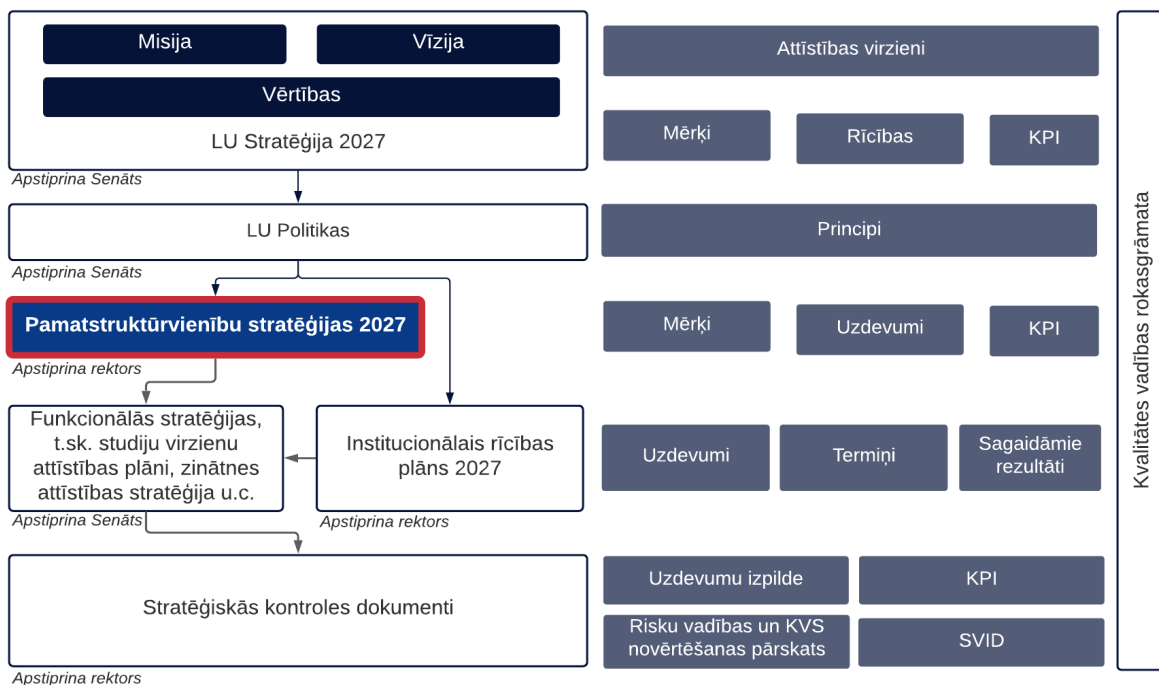 Misija
Vīzija
Vērtības
LU Stratēģija 2027
Apstiprina Senāts
Attīstības virzieni
Mērķi
Rīcības
KPI
LU Politikas
Apstiprina Senāts
Principi
Pamatstruktūrvienību stratēģijas 2027
Apstiprina rektors
Mērķi
Uzdevumi
KPI
Funkcionālās stratēģijas,
t.sk. studiju virzienu
attīstības plāni, zinātnes
attīstības stratēģija u.c.
Apstiprina Senāts
Institucionālais rīcības
plāns 2027
Apstiprina rektors
Uzdevumi
Termiņi
Sagaidāmie
rezultāti
Stratēģiskās kontroles dokumenti
Apstiprina rektors
Uzdevumu izpilde
KPI
Risku vadības un KVS
novērtēšanas pārskats
SVID
Kvalitātes vadības rokasgrāmata